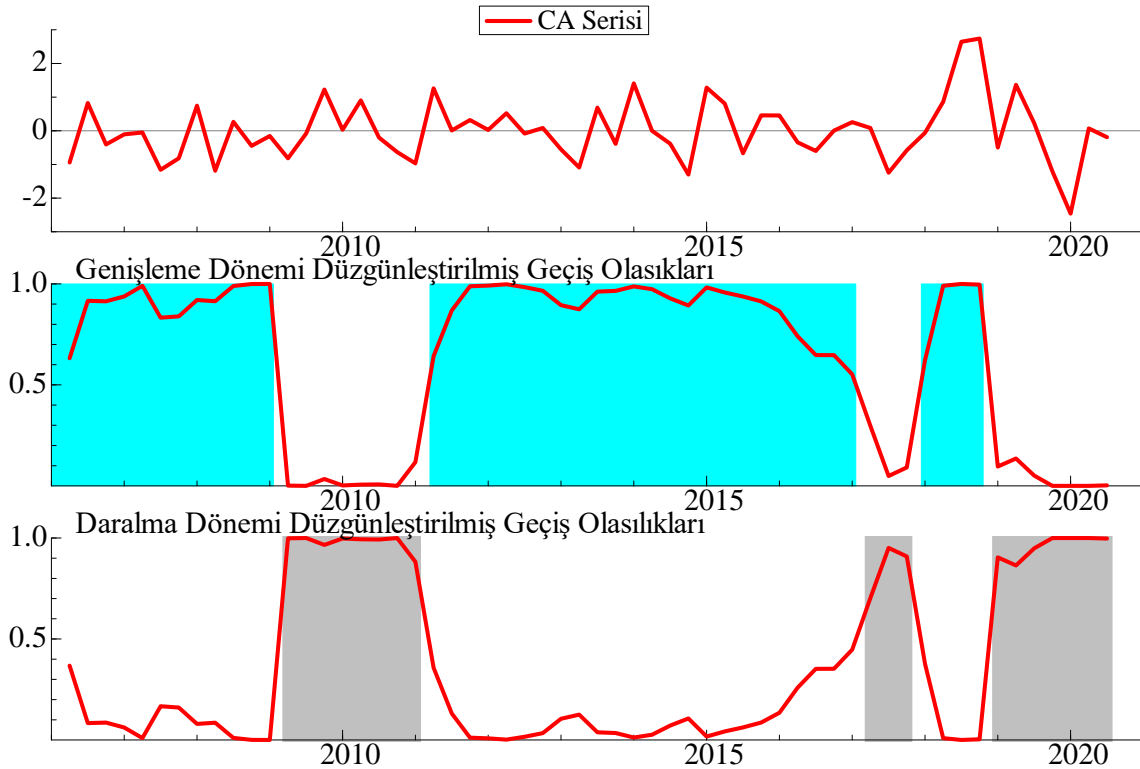 CA Serisi
2
0
-2
2010 2015 2020
Genişleme Dönemi Düzgünleştirilmiş Geçiş Olasıkları
1.0
0.5
2010 2015 2020
Daralma Dönemi Düzgünleştirilmiş Geçiş Olasılıkları
1.0
0.5
2010 2015 2020